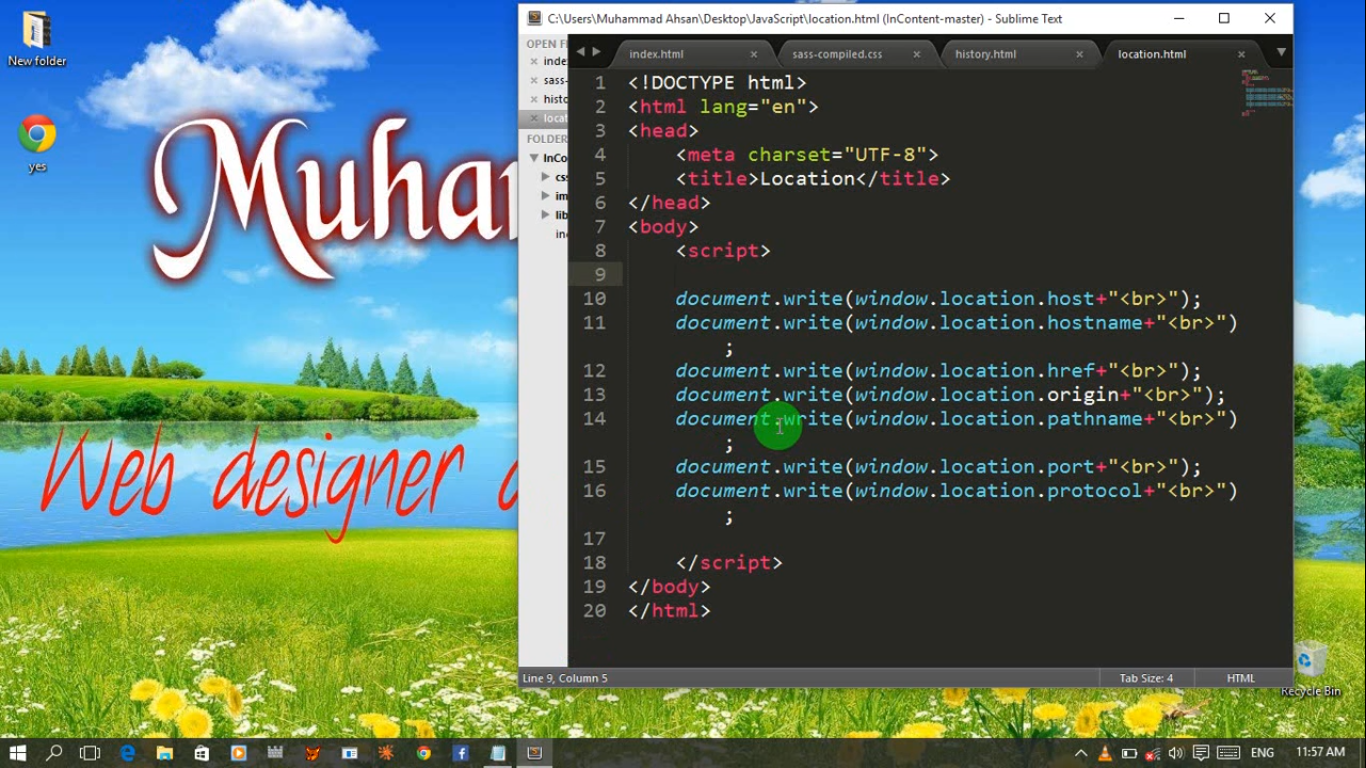 New folder
yes
Muha
Web designer
C:\Users\Muhammad Ahsan\Desktop\JavaScript\location.html (InContent-master) - Sublime Text
OPEN FI
inde
sass-
histo
locat
FOLDER
InCo
css
im
lib
in
index.html
sass-compiled.css
history.html
location.html
1 <!DOCTYPE html>
2 <html lang="en">
3 <head>
4 <meta charset="UTF-8">
5 <title>Location</title>
6 </head>
7 <body>
8 <script>
9
10 document.write(window.location.host+"<br>");
11 document.write(window.location.hostname+"<br>")
;
12 document.write(window.location.href+"<br>");
13 document.write(window.location.origin+"<br>");
14 document.write(window.location.pathname+"<br>")
;
15 document.write(window.location.port+"<br>");
16 document.write(window.location.protocol+"<br>")
;
17
18 </script>
19 </body>
20 </html>
Line 9, Column 5
Tab Size: 4
HTML
Recycle Bin
ENG
11:57 AM